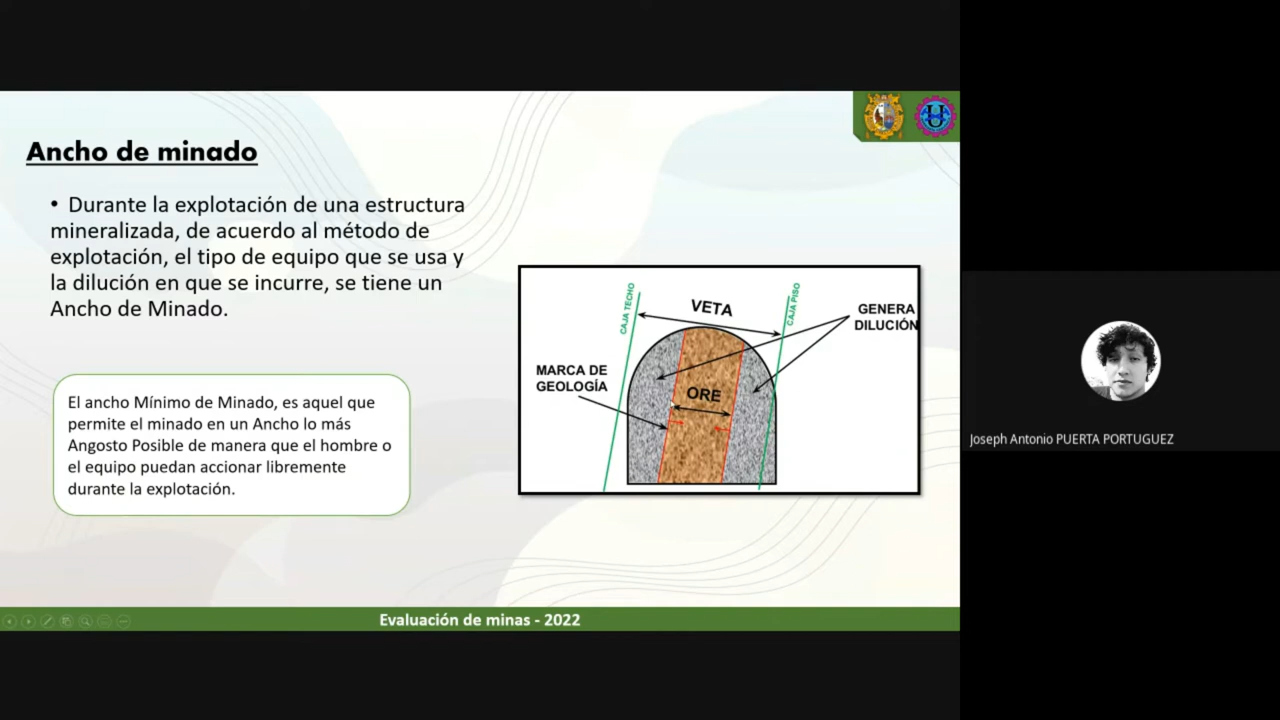 Ancho de minado
• Durante la explotación de una estructura
mineralizada, de acuerdo al método de
explotación, el tipo de equipo que se usa y
la dilución en que se incurre, se tiene un
Ancho de Minado.
El ancho Mínimo de Minado, es aquel que
permite el minado en un Ancho lo más
Angosto Posible de manera que el hombre o
el equipo puedan accionar libremente
durante la explotación.
CAJA TECHO
VETA
CAJA PISO
GENERA
DILUCIÓN
MARCA DE
GEOLOGÍA
ORE
Evaluación de minas - 2022
Joseph Antonio PUERTA PORTUGUEZ